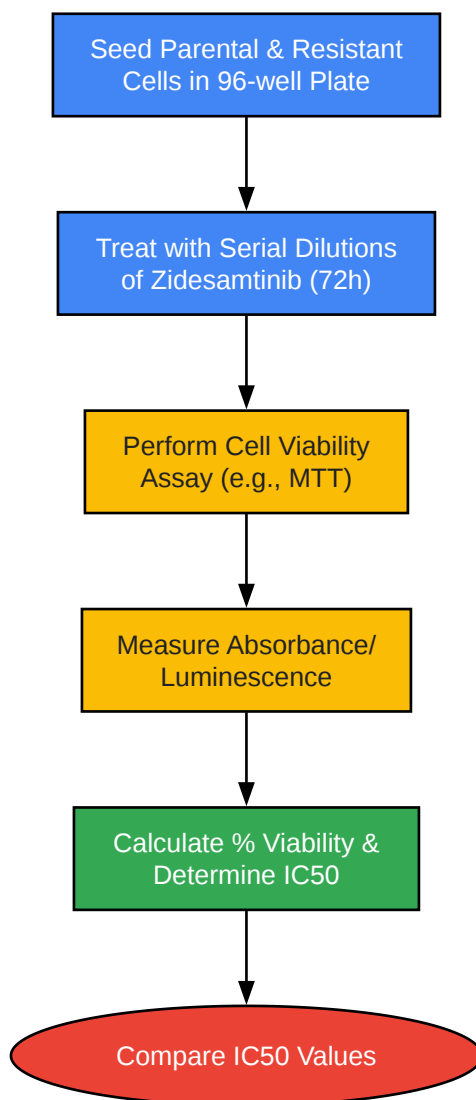 Seed Parental & Resistant
Cells in 96-well Plate
Treat with Serial Dilutions
of Zidesamtinib (72h)
Perform Cell Viability
Assay (e.g., MTT)
Measure Absorbance/
Luminescence
Calculate % Viability &
Determine IC50
Compare IC50 Values